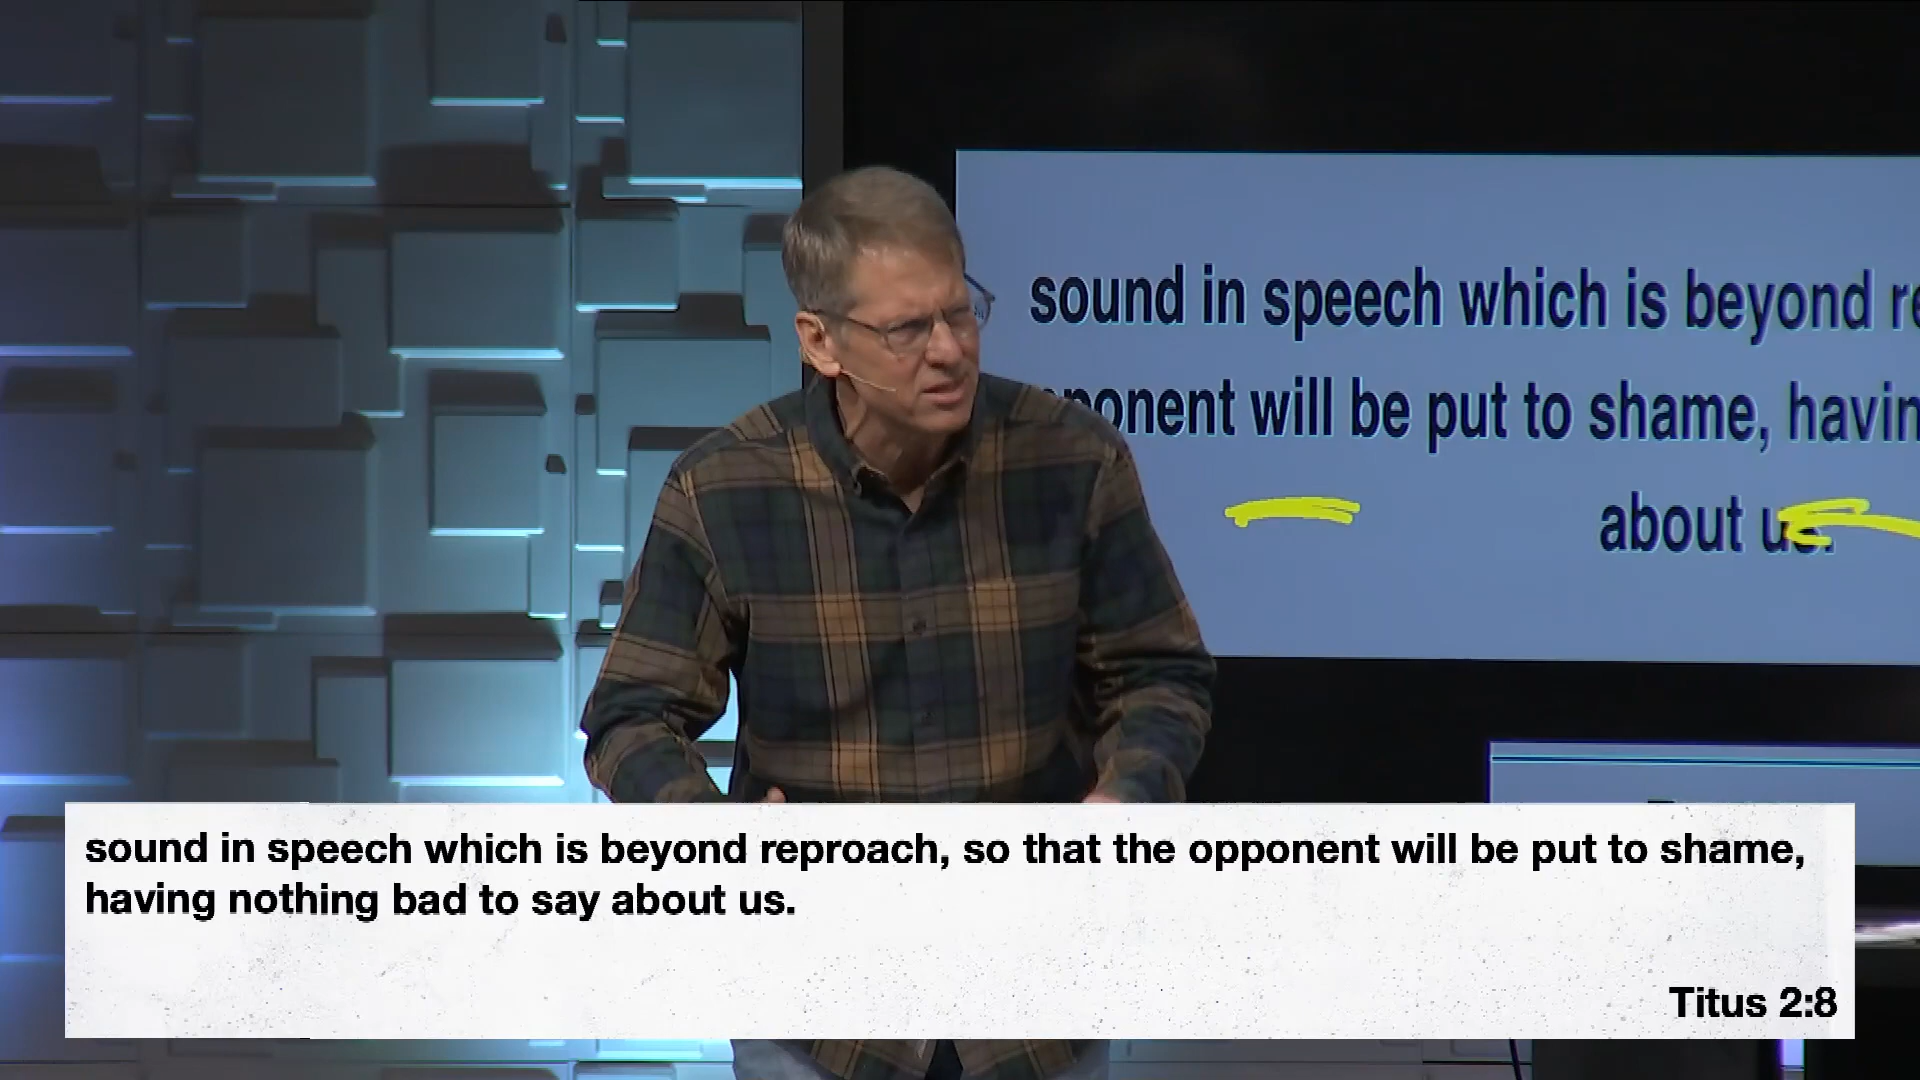 sound in speech which is beyond
ponent will be put to shame,
about us.
sound in speech which is beyond reproach, so that the opponent will be put to shame,
having nothing bad to say about us.
Titus 2:8